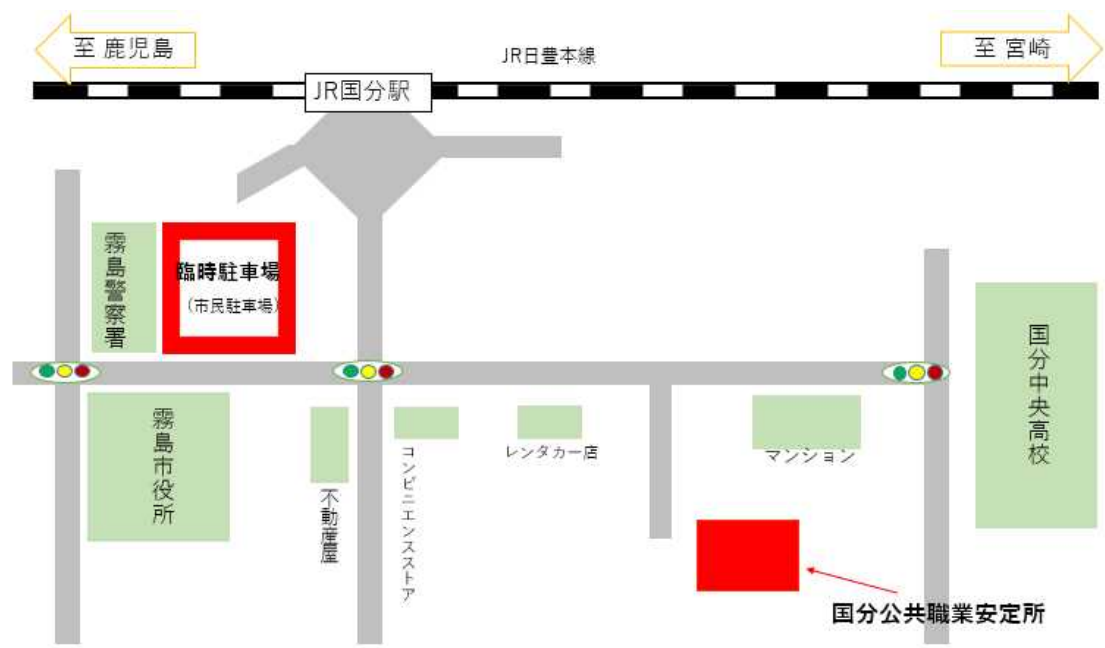 至 鹿児島
JR日豊本線
至 宮崎
JR国分駅
霧島警察署
臨時駐車場
（市民駐車場）
霧島市役所
不動産屋
コンビニエンスストア
レンタカー店
マンション
国分中央高校
国分公共職業安定所